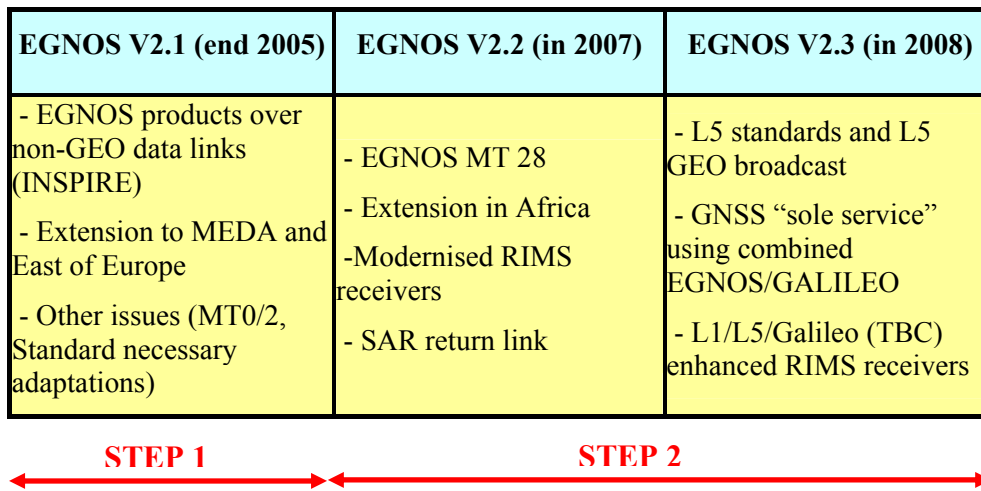 EGNOS V2.1 (end 2005)
EGNOS V2.2 (in 2007)
EGNOS V2.3 (in 2008)
- EGNOS products over
non-GEO data links
(INSPIRE)
- Extension to MEDA and
East of Europe
- Other issues (MT0/2,
Standard necessary
adaptations)
- EGNOS MT 28
- Extension in Africa
-Modernised RIMS
receivers
- SAR return link
- L5 standards and L5
GEO broadcast
- GNSS “sole service”
using combined
EGNOS/GALILEO
- L1/L5/Galileo (TBC)
enhanced RIMS receivers
STEP 1
STEP 2